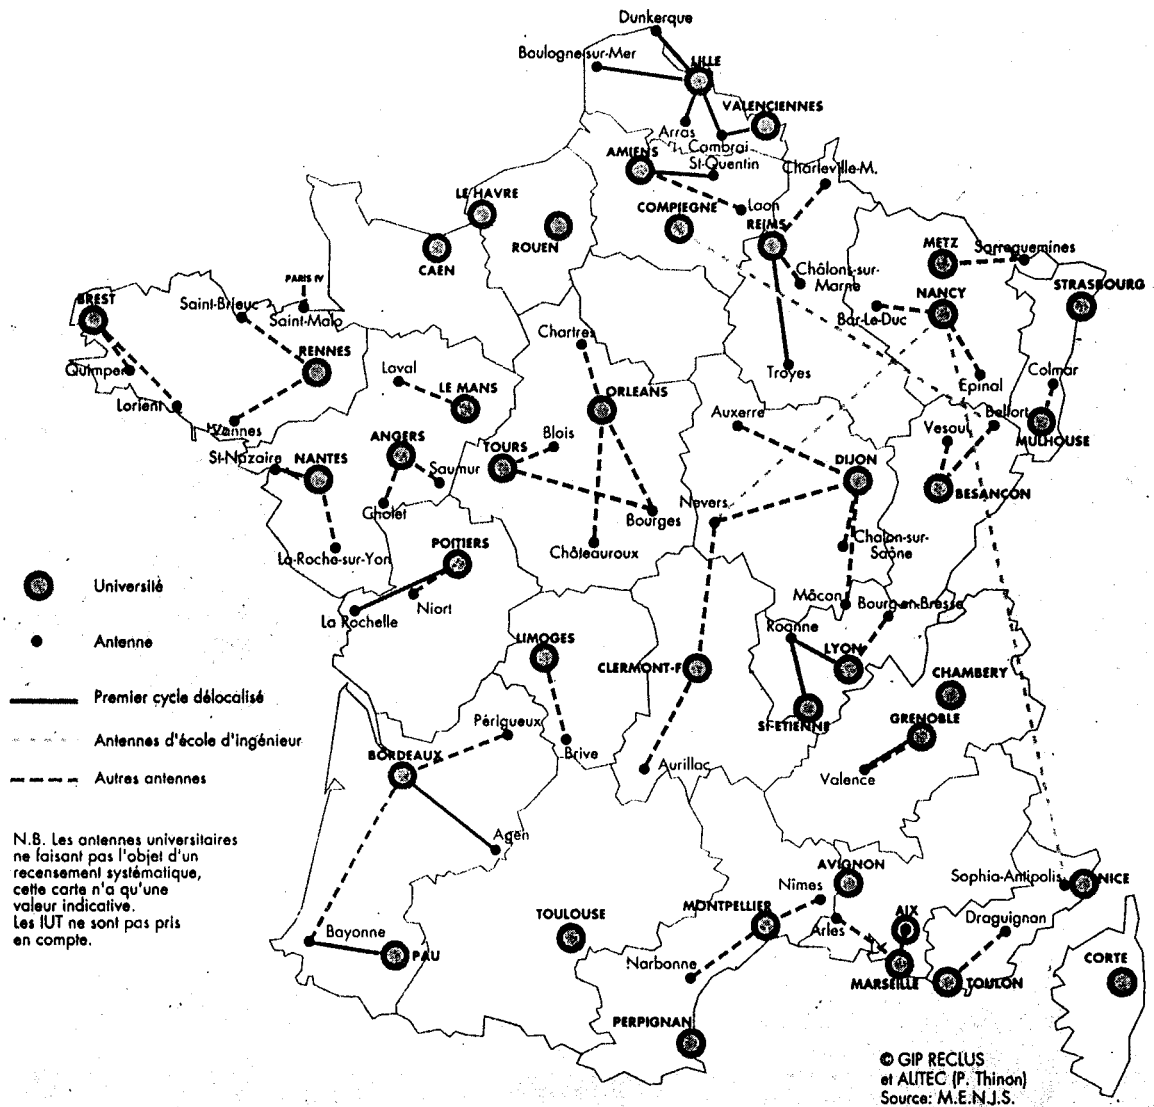 Dunkerque
Boulogne-sur-Mer
LILLE
VALENCIENNES
Arras
Cambrai
AMIENS
St-Quentin
Charleville-M.
LE HAVRE
COMPIEGNE
Laon
REIMS
ROUEN
CAEN
METZ
Sarreguemines
Châlons-sur-
Marne
PARIS IV
BREST
Saint-Brieuc
Saint-Malo
NANCY
STRASBOURG
Bar-Le-Duc
Chartres
RENNES
Laval
Quimper
Troyes
Epinal
Colmar
LE MANS
ORLEANS
Lorient
Auxerre
Belfort
Vannes
Vesoul
MULHOUSE
ANGERS
Blois
TOURS
St-Nazaire
NANTES
Saumur
DIJON
BESANCON
Cholet
Nevers
Bourges
La-Roche-sur-Yon
POITIERS
Châteauroux
Chalon-sur-
Saône
Université
La Rochelle
Niort
Mâcon
Bourg-en-Bresse
Roanne
Antenne
LIMOGES
CLERMONT-F
LYON
CHAMBERY
Premier cycle délocalisé
Périgueux
ST-ETIENNE
GRENOBLE
Antennes d'école d'ingénieur
BORDEAUX
Brive
Aurillac
Valence
Autres antennes
N.B. Les antennes universitaires
ne faisant pas l'objet d'un
recensement systématique,
cette carte n'a qu'une
valeur indicative.
Les IUT ne sont pas pris
en compte.
Agen
AVIGNON
Nîmes
Sophia-Antipolis
NICE
TOULOUSE
MONTPELLIER
Arles
AIX
Draguignan
Bayonne
PAU
Narbonne
MARSEILLE
TOULON
CORTE
PERPIGNAN
© GIP RECLUS
et ALITEC (P. Thinon)
Source: M.E.N.J.S.